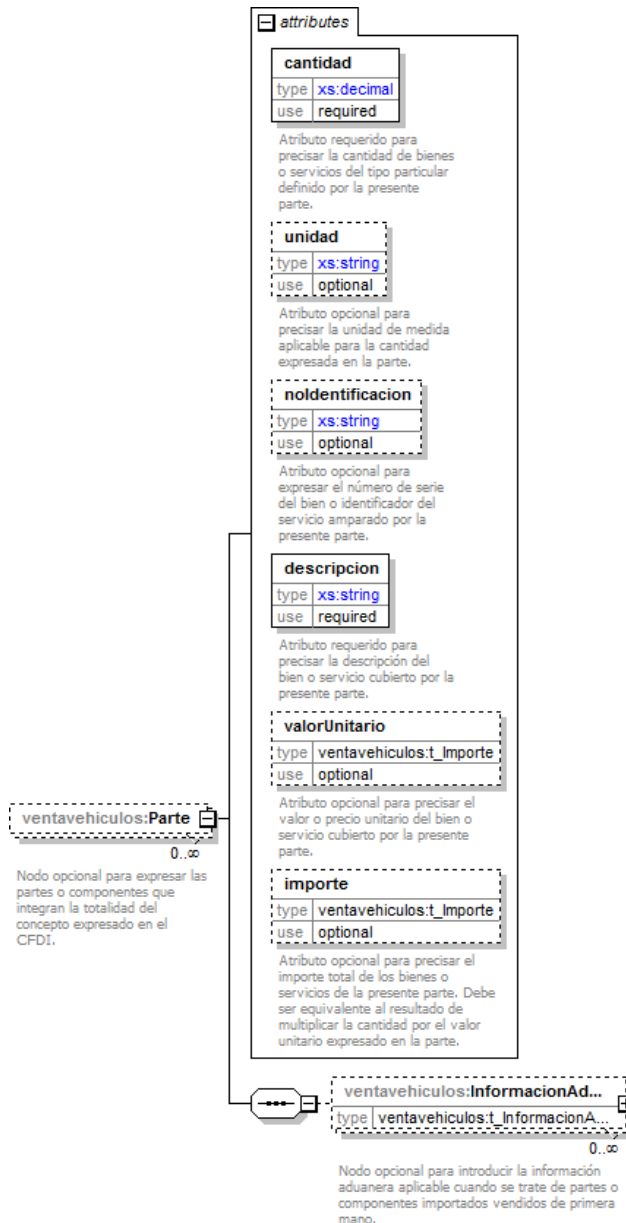 attributes
cantidad
type xs:decimal
use required
Atributo requerido para
precisar la cantidad de bienes
o servicios del tipo particular
definido por la presente
parte.
unidad
type xs:string
use optional
Atributo opcional para
precisar la unidad de medida
aplicable para la cantidad
expresada en la parte.
noIdentificacion
type xs:string
use optional
Atributo opcional para
expresar el número de serie
del bien o identificador del
servicio amparado por la
presente parte.
descripcion
type xs:string
use required
Atributo requerido para
precisar la descripción del
bien o servicio cubierto por la
presente parte.
valorUnitario
type ventavehiculos:t_Importe
use optional
Atributo opcional para precisar el
valor o precio unitario del bien o
servicio cubierto por la presente
parte.
importe
type ventavehiculos:t_Importe
use optional
Atributo opcional para precisar el
importe total de los bienes o
servicios de la presente parte. Debe
ser equivalente al resultado de
multiplicar la cantidad por el valor
unitario expresado en la parte.
ventavehiculos:Parte
0..∞
Nodo opcional para expresar las
partes o componentes que
integran la totalidad del
concepto expresado en el
CFDI.
ventavehiculos:InformacionAd...
type ventavehiculos:t_InformacionA...
0..∞
Nodo opcional para introducir la información
aduanera aplicable cuando se trate de partes o
componentes importados vendidos de primera
mano.